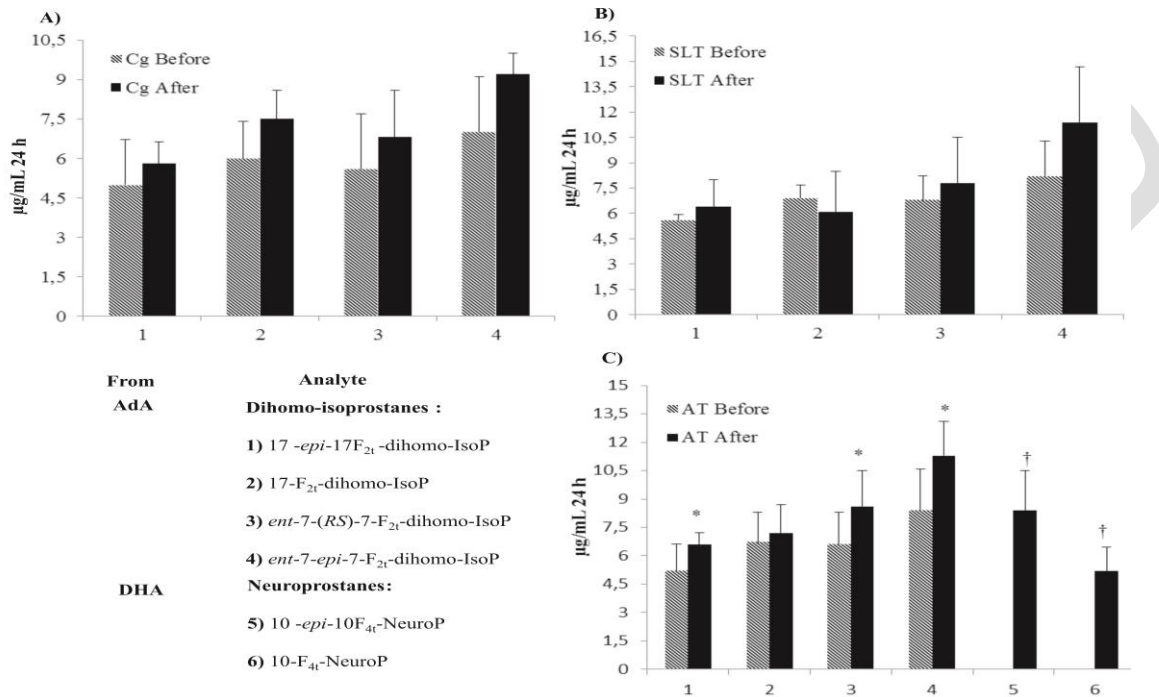 A)
10,5
9
7,5
6
4,5
3
1,5
0
µg/mL 24 h
Cg Before
Cg After
1 2 3 4
B)
16,5
15
13,5
12
10,5
9
7,5
6
4,5
3
1,5
0
µg/mL 24 h
SLT Before
SLT After
1 2 3 4
From Analyte
AdA Dihomo-isoprostanes :
1) 17 -epi-17F2t -dihomo-IsoP
2) 17-F2t-dihomo-IsoP
3) ent-7-(RS)-7-F2t-dihomo-IsoP
4) ent-7-epi-7-F2t-dihomo-IsoP
DHA Neuroprostanes:
5) 10 -epi-10F4t-NeuroP
6) 10-F4t-NeuroP
C)
15
13,5
12
10,5
9
7,5
6
4,5
3
1,5
0
µg/mL 24 h
AT Before
AT After
* * * † †
1 2 3 4 5 6